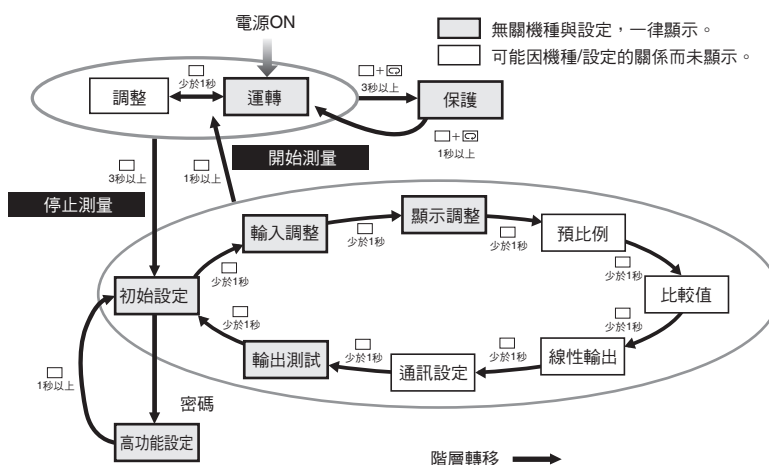 電源ON
無關機種與設定，一律顯示。
可能因機種/設定的關係而未顯示。
調整
少於1秒
運轉
3秒以上
保護
1秒以上
開始測量
3秒以上
1秒以上
停止測量
輸入調整
少於1秒
顯示調整
少於1秒
預比例
少於1秒
少於1秒
初始設定
比較值
少於1秒
少於1秒
輸出測試
少於1秒
通訊設定
少於1秒
線性輸出
1秒以上
密碼
高功能設定
階層轉移